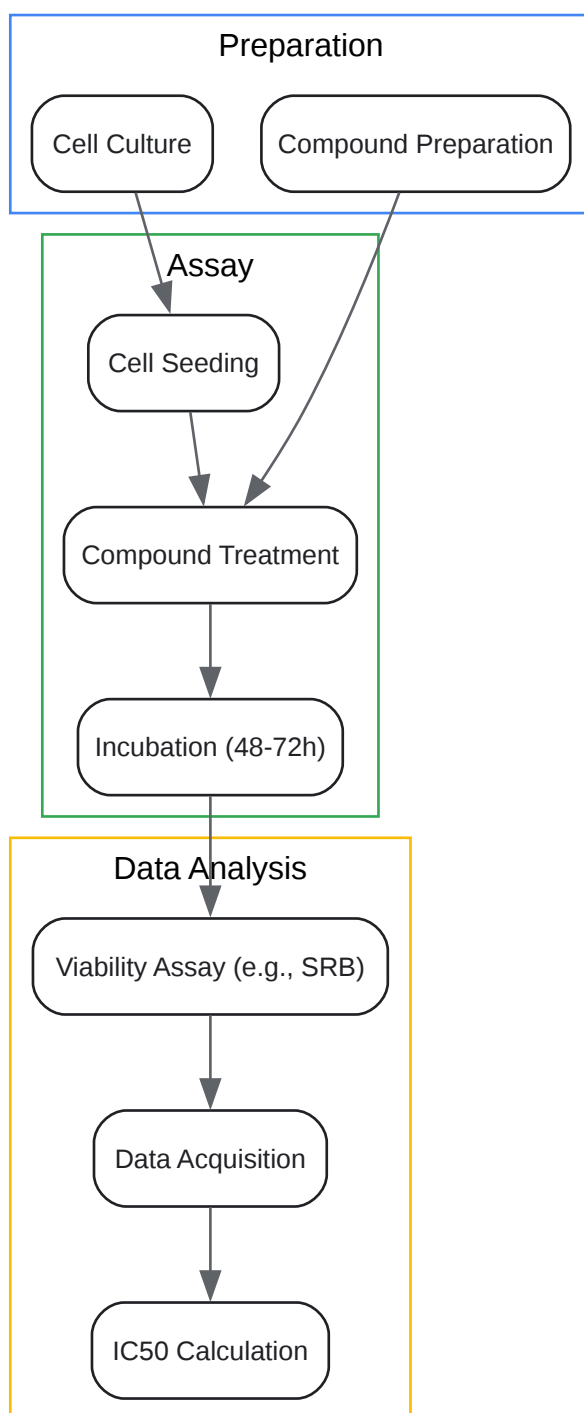 Preparation
Cell Culture
Compound Preparation
Assay
Cell Seeding
Compound Treatment
Incubation (48-72h)
Data Analysis
Viability Assay (e.g., SRB)
Data Acquisition
IC50 Calculation